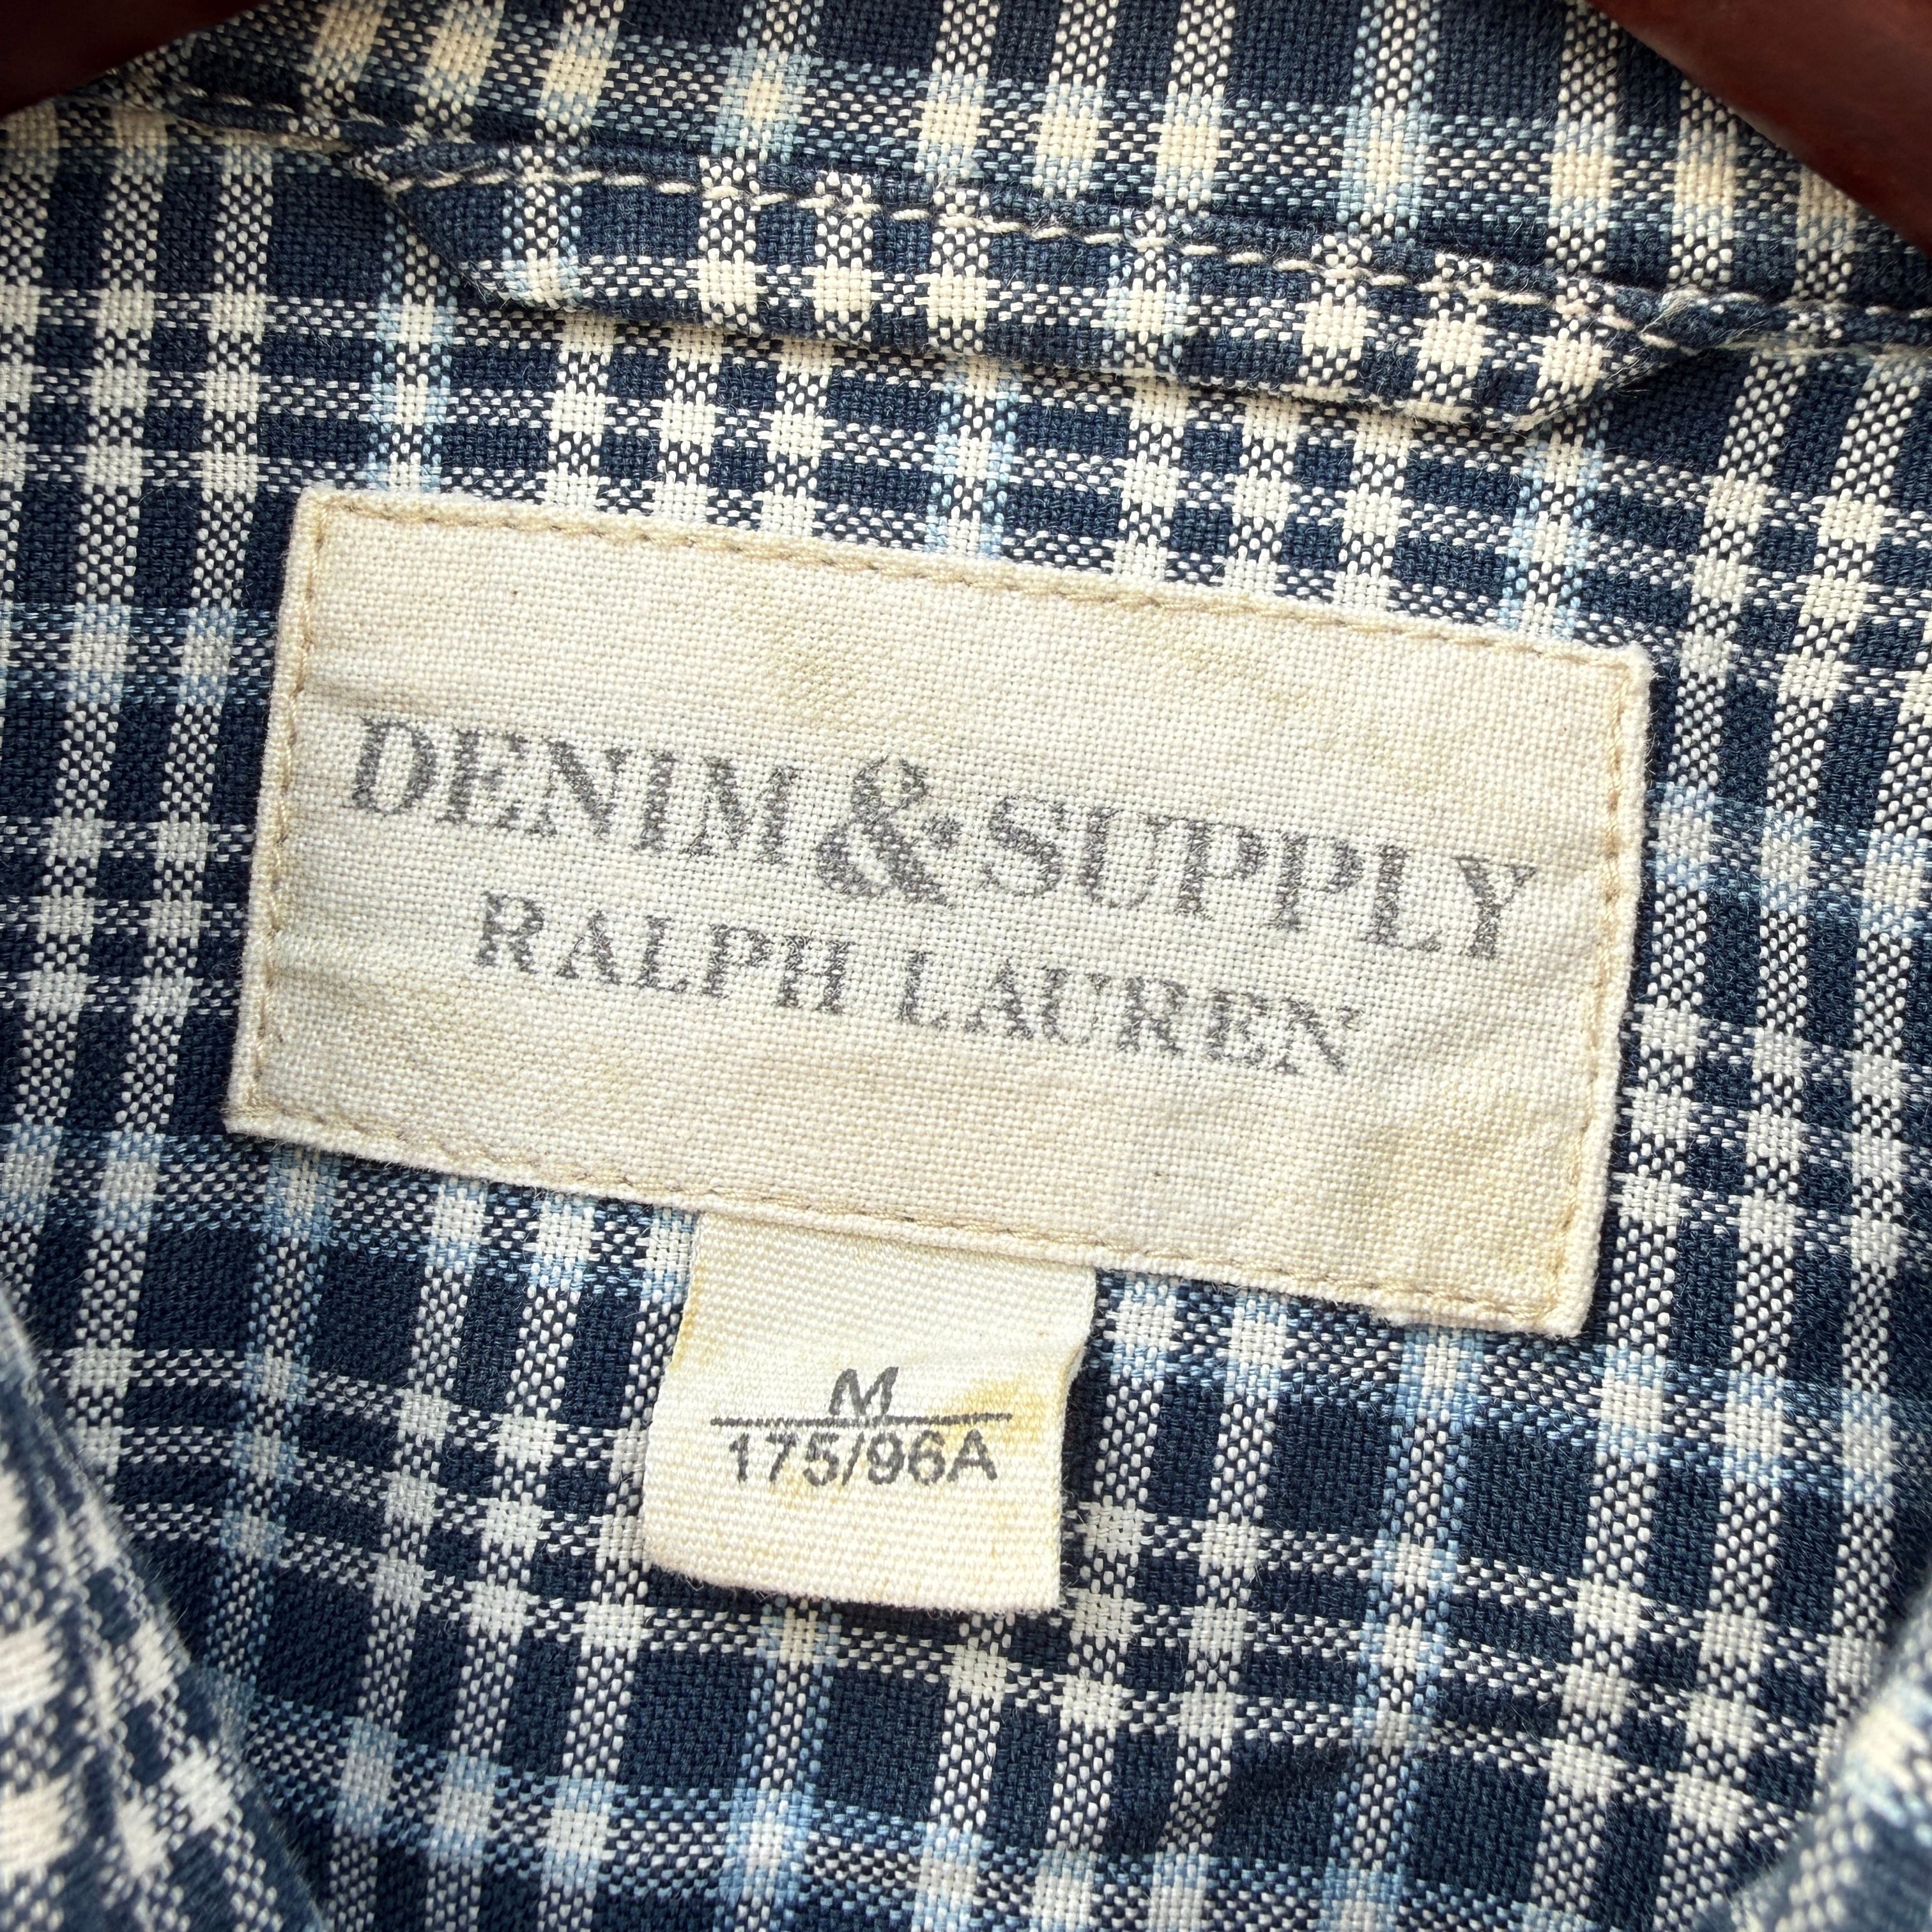 DENIM & SUPPLY
RALPH LAUREN
M
175/96A